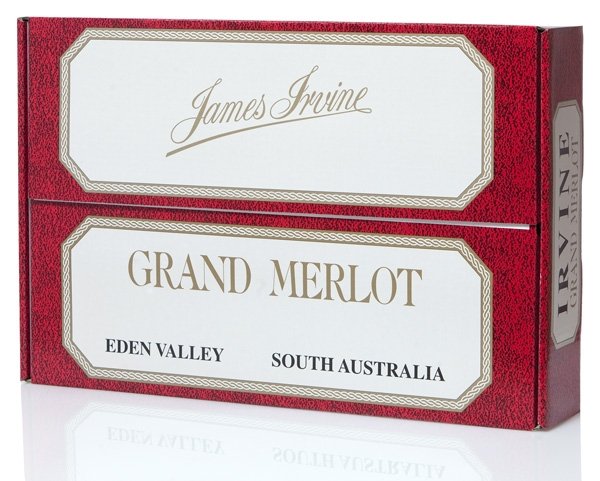 James Irvine
GRAND MERLOT
EDEN VALLEY SOUTH AUSTRALIA
IRVINE
GRAND MERLOT